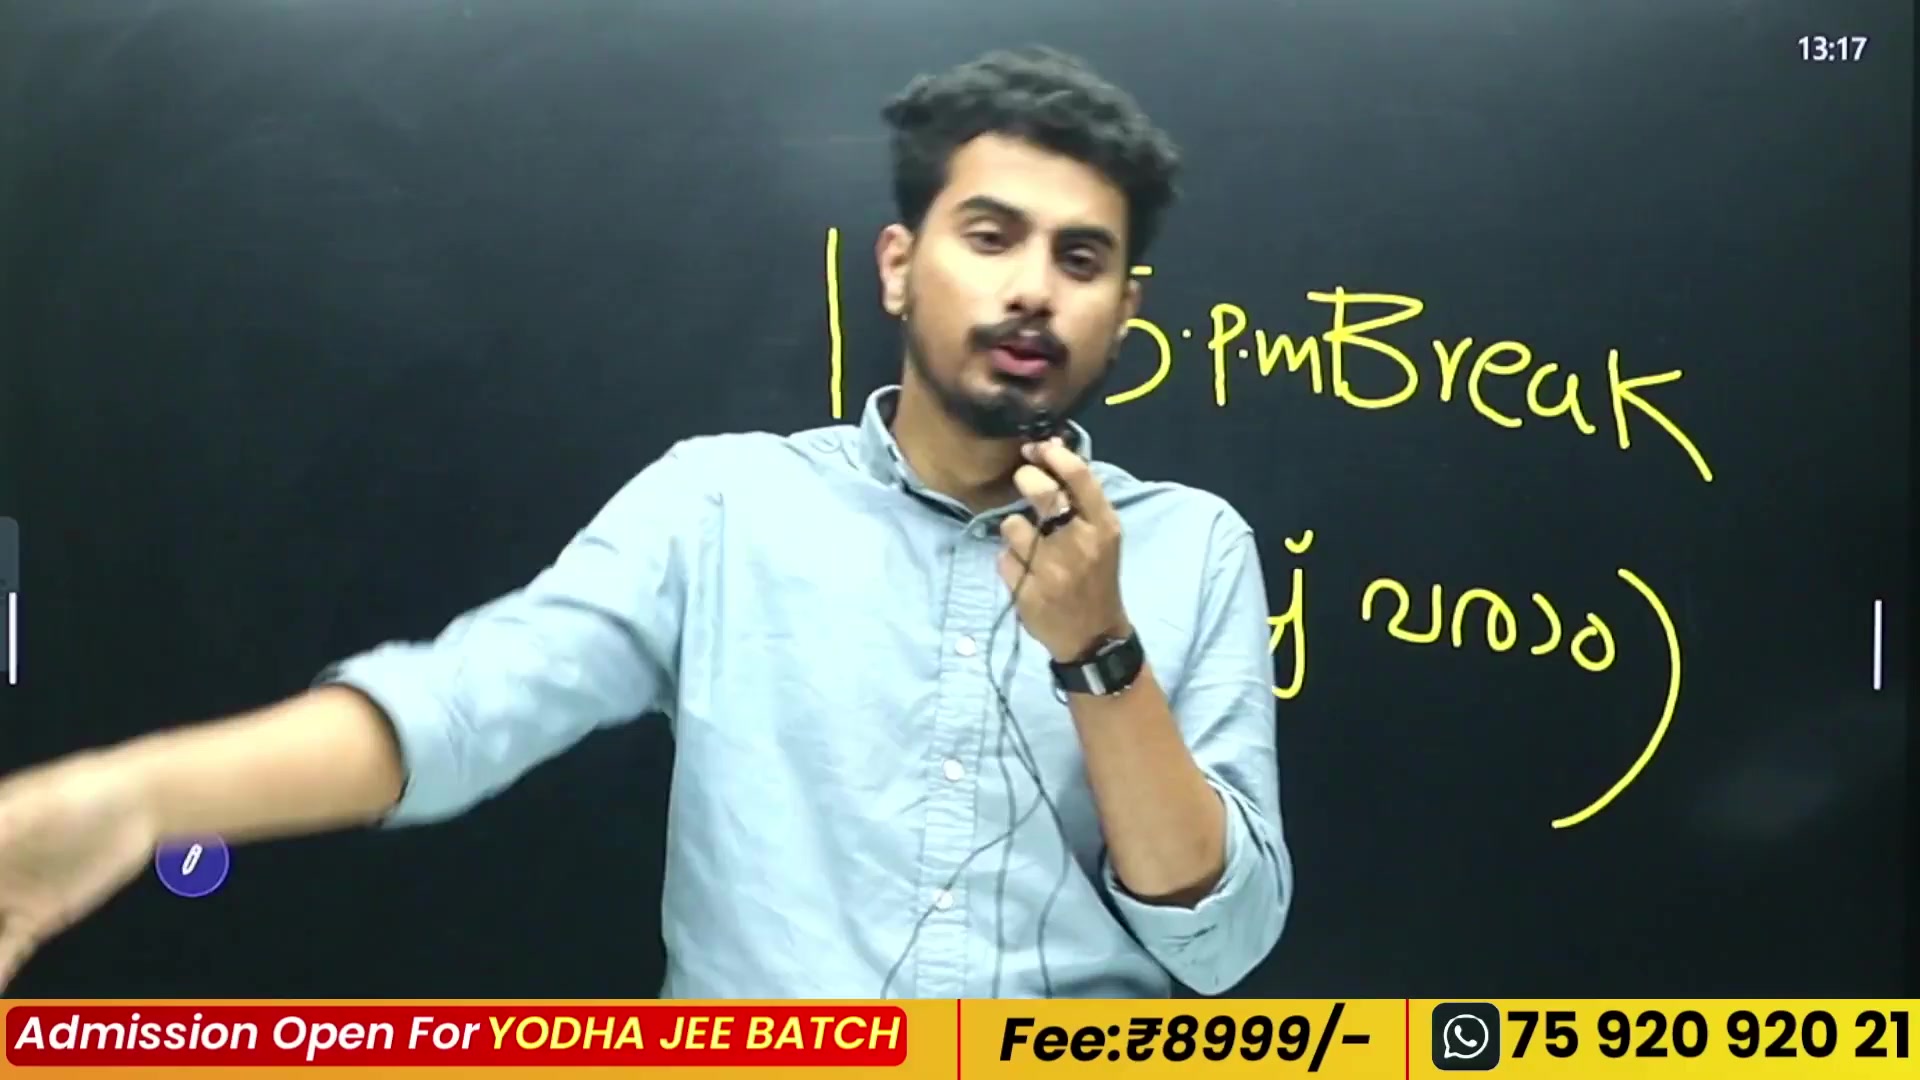 13:17
P.m Break
വരാം)
Admission Open For YODHA JEE BATCH
Fee:₹8999/-
75 920 920 21